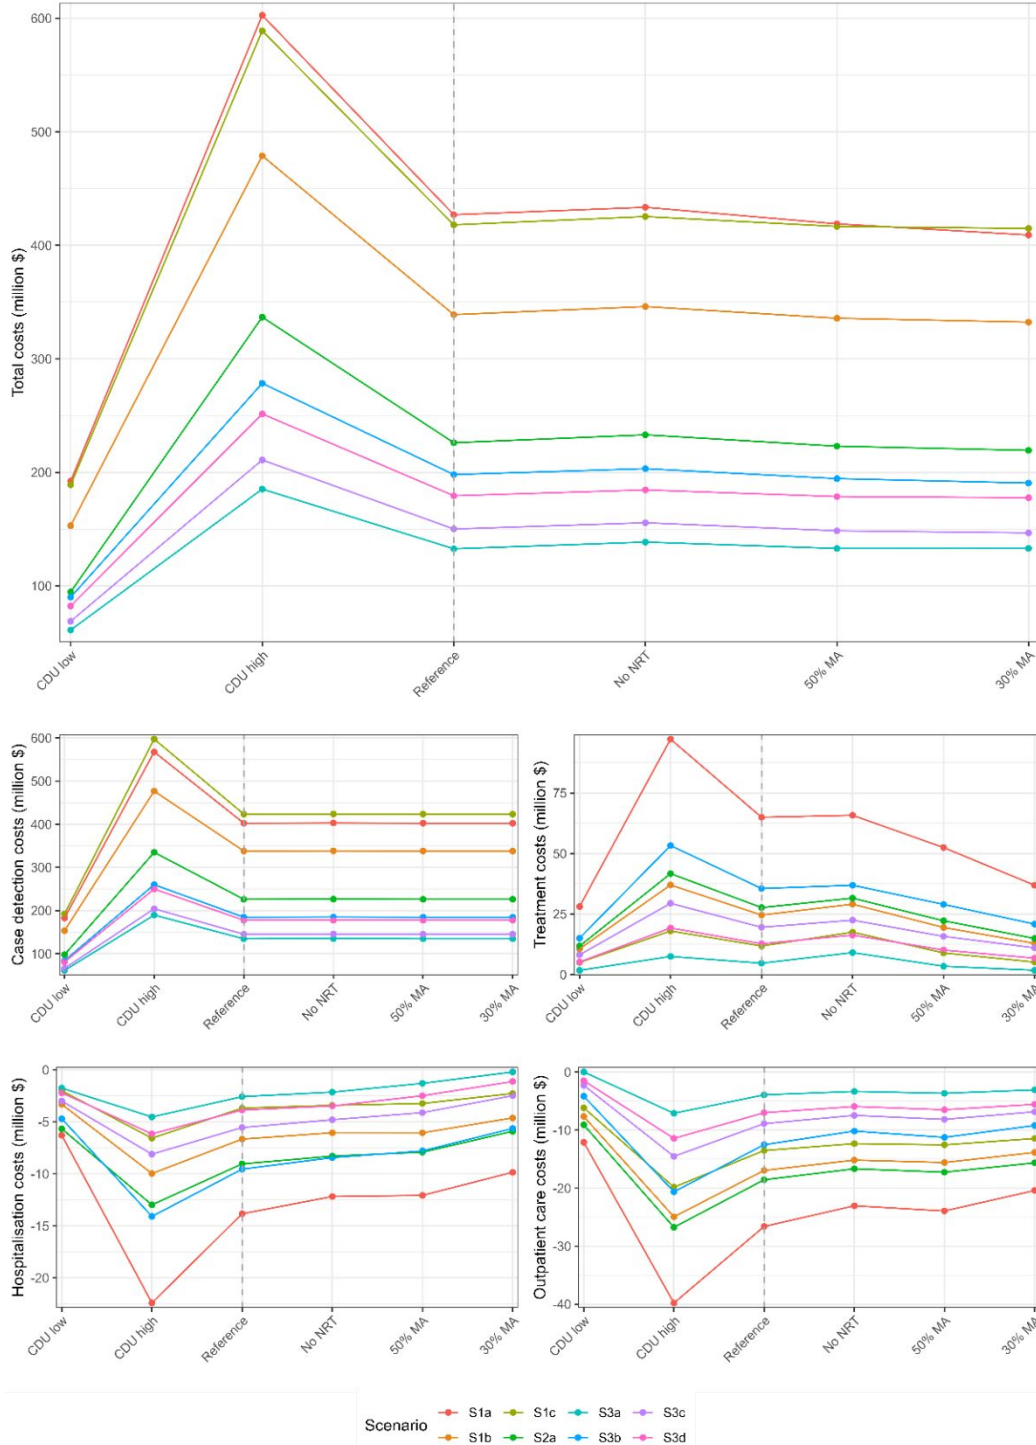 Total costs (million $)
600
500
400
300
200
100
CDU low
CDU high
Reference
No NRT
50% MA
30% MA
Case detection costs (million $)
600
500
400
300
200
100
CDU low
CDU high
Reference
No NRT
50% MA
30% MA
Treatment costs (million $)
75
50
25
0
CDU low
CDU high
Reference
No NRT
50% MA
30% MA
Hospitalisation costs (million $)
0
-5
-10
-15
-20
CDU low
CDU high
Reference
No NRT
50% MA
30% MA
Outpatient care costs (million $)
0
-10
-20
-30
-40
CDU low
CDU high
Reference
No NRT
50% MA
30% MA
Scenario
S1a S1c S3a S3c
S1b S2a S3b S3d